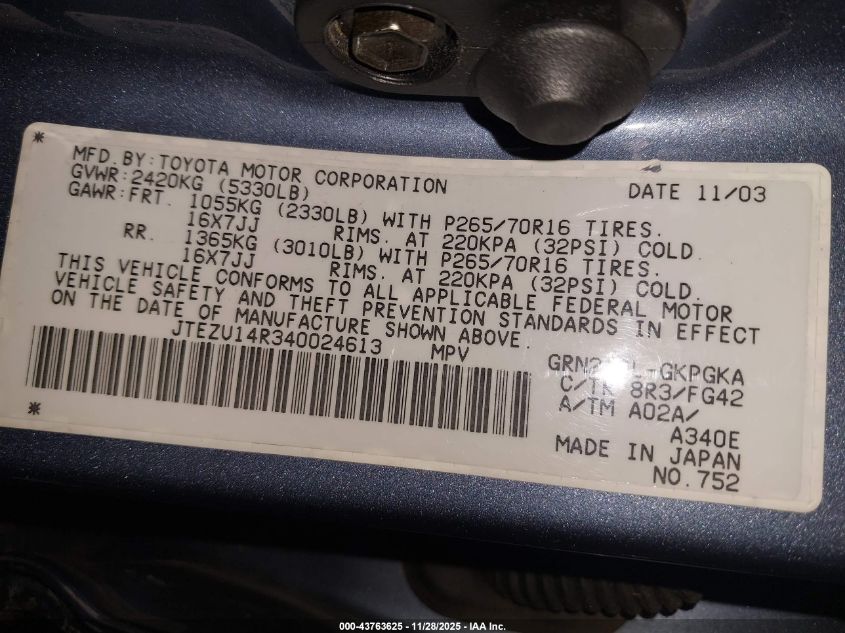 MFD. BY: TOYOTA MOTOR CORPORATION DATE 11/03
GVWR: 2420KG (5330LB)
GAWR: FRT. 1055KG (2330LB) WITH P265/70R16 TIRES.
16X7JJ RIMS. AT 220KPA (32PSI) COLD.
RR. 1365KG (3010LB) WITH P265/70R16 TIRES.
16X7JJ RIMS. AT 220KPA (32PSI) COLD.
THIS VEHICLE CONFORMS TO ALL APPLICABLE FEDERAL MOTOR
VEHICLE SAFETY AND THEFT PREVENTION STANDARDS IN EFFECT
ON THE DATE OF MANUFACTURE SHOWN ABOVE.
JTEZU14R340024613 MPV
GKPGKA
C/TR 8R3/FG42
A/TM A02A/
A340E
MADE IN JAPAN
NO. 752
000-43763625 - 11/28/2025 - IAA Inc.